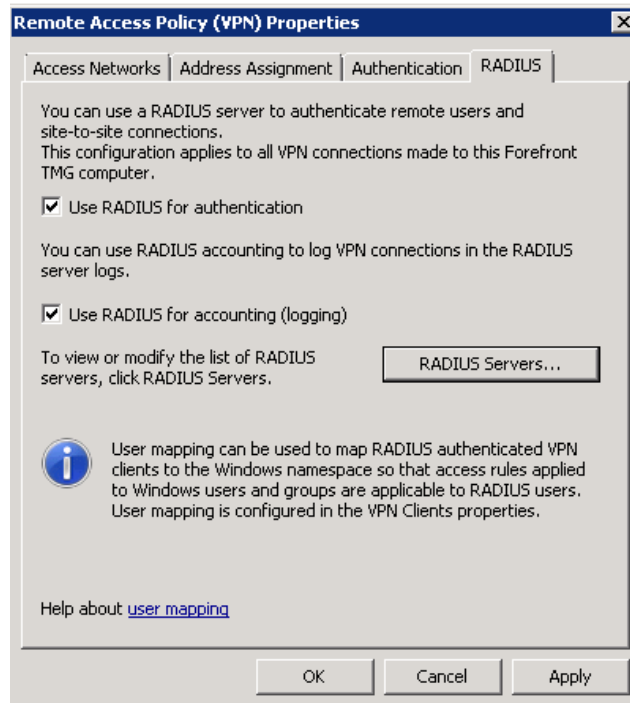 Remote Access Policy (VPN) Properties
Access Networks
Address Assignment
Authentication
RADIUS
You can use a RADIUS server to authenticate remote users and
site-to-site connections.
This configuration applies to all VPN connections made to this Forefront
TMG computer.
Use RADIUS for authentication
You can use RADIUS accounting to log VPN connections in the RADIUS
server logs.
Use RADIUS for accounting (logging)
To view or modify the list of RADIUS
servers, click RADIUS Servers.
RADIUS Servers...
User mapping can be used to map RADIUS authenticated VPN
clients to the Windows namespace so that access rules applied
to Windows users and groups are applicable to RADIUS users.
User mapping is configured in the VPN Clients properties.
Help about user mapping
OK
Cancel
Apply